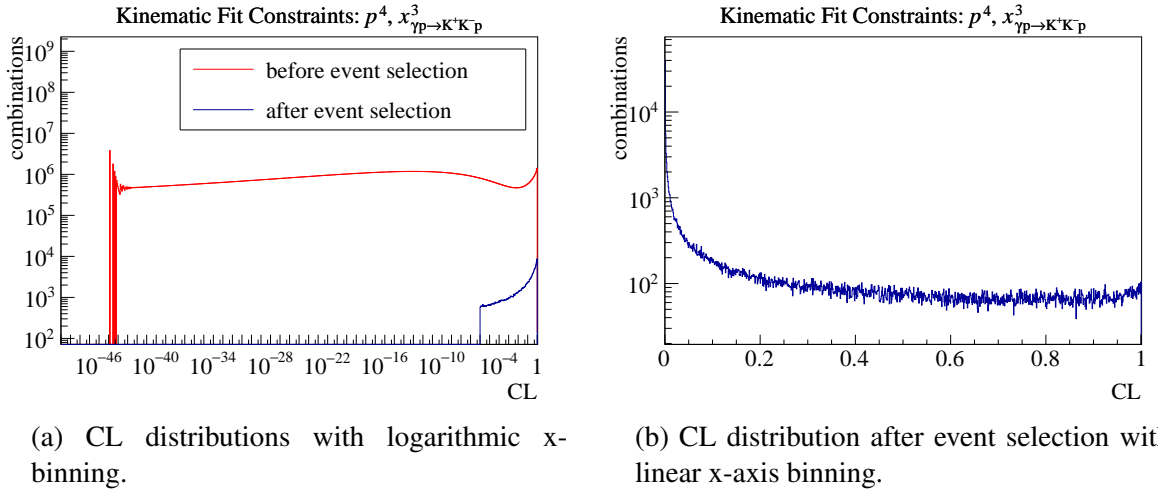 Kinematic Fit Constraints: p⁴, x³γp→K⁺K⁻p
combinations
10⁹
10⁸
10⁷
10⁶
10⁵
10⁴
10³
10²
before event selection
after event selection
10⁻⁴⁶ 10⁻⁴⁰ 10⁻³⁴ 10⁻²⁸ 10⁻²² 10⁻¹⁶ 10⁻¹⁰ 10⁻⁴ 1
CL
(a) CL distributions with logarithmic x-
binning.
Kinematic Fit Constraints: p⁴, x³γp→K⁺K⁻p
combinations
10⁴
10³
10²
0 0.2 0.4 0.6 0.8 1
CL
(b) CL distribution after event selection with
linear x-axis binning.